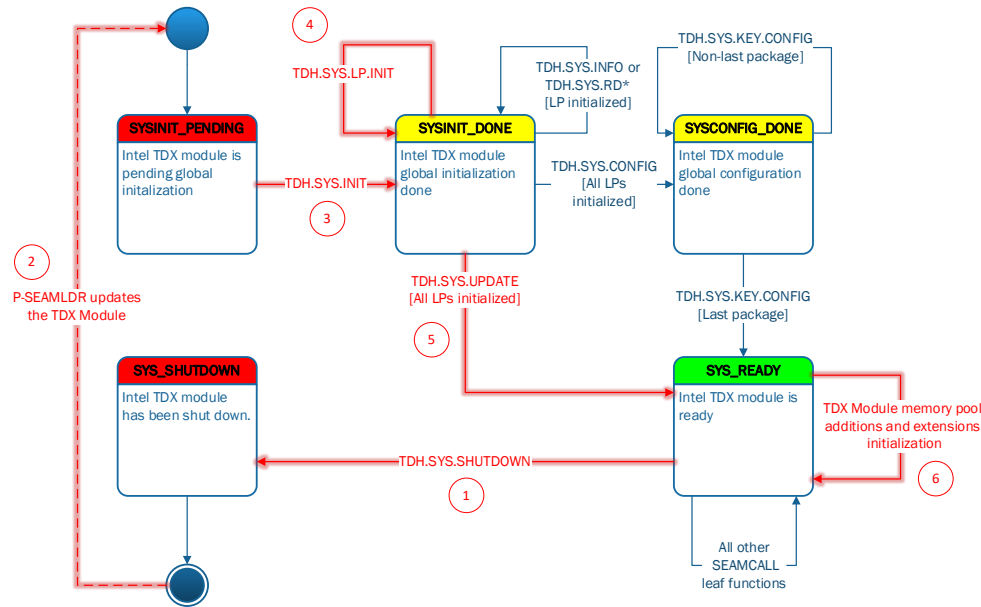 4
TDH.SYS.LP.INIT
TDH.SYS.INFO or
TDH.SYS.RD*
[LP initialized]
TDH.SYS.KEY.CONFIG
[Non-last package]
SYSINIT_PENDING
Intel TDX module is
pending global
initalization
TDH.SYS.INIT
3
SYSINIT_DONE
Intel TDX module
global initialization
done
TDH.SYS.CONFIG
[All LPs
initialized]
SYSCONFIG_DONE
Intel TDX module
global configuration
done
2
P-SEAMLDR updates
the TDX Module
TDH.SYS.UPDATE
[All LPs initialized]
5
TDH.SYS.KEY.CONFIG
[Last package]
SYS_SHUTDOWN
Intel TDX module
has been shut down.
SYS_READY
Intel TDX module is
ready
TDX Module memory pool
additions and extensions
initialization
6
TDH.SYS.SHUTDOWN
1
All other
SEAMCALL
leaf functions